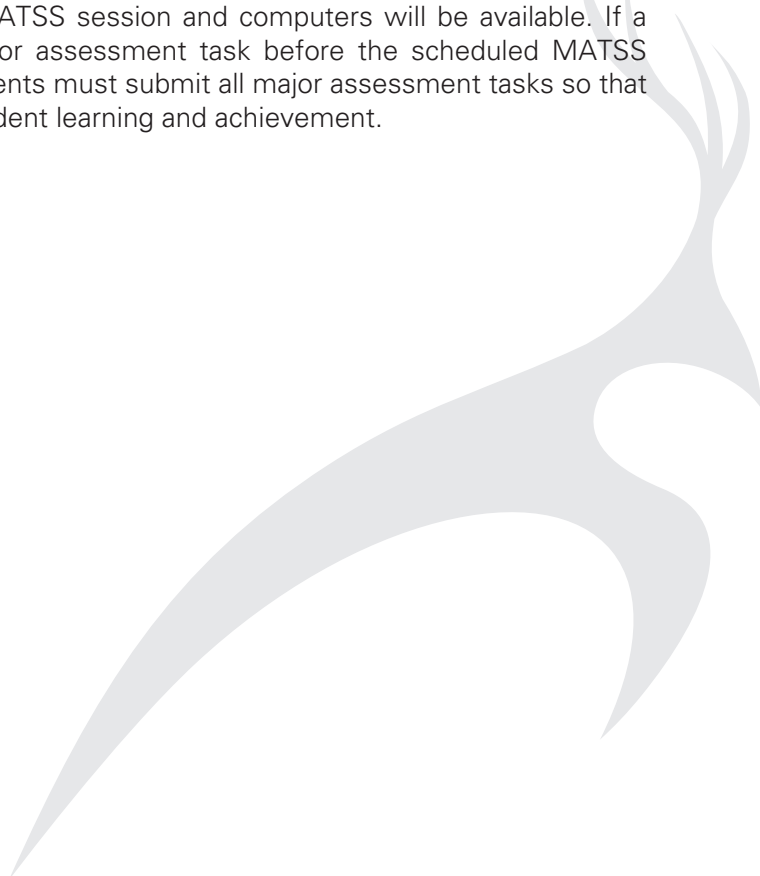 ATSS session and computers will be available. If a
or assessment task before the scheduled MATSS
ents must submit all major assessment tasks so that
dent learning and achievement.